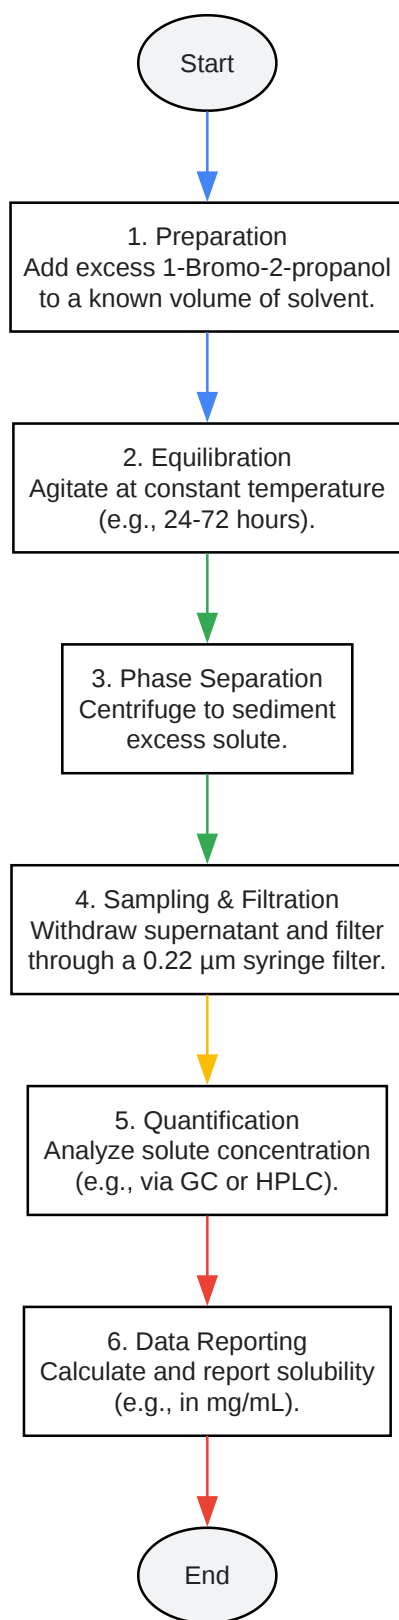 Start
1. Preparation
Add excess 1-Bromo-2-propanol
to a known volume of solvent.
2. Equilibration
Agitate at constant temperature
(e.g., 24-72 hours).
3. Phase Separation
Centrifuge to sediment
excess solute.
4. Sampling & Filtration
Withdraw supernatant and filter
through a 0.22 µm syringe filter.
5. Quantification
Analyze solute concentration
(e.g., via GC or HPLC).
6. Data Reporting
Calculate and report solubility
(e.g., in mg/mL).
End